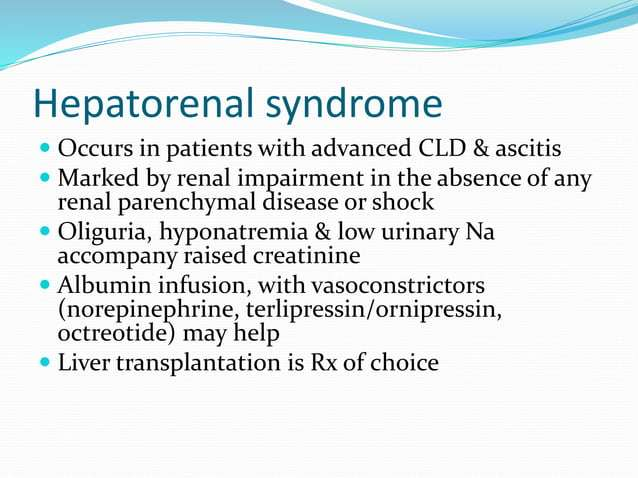 Hepatorenal syndrome
• Occurs in patients with advanced CLD & ascitis
• Marked by renal impairment in the absence of any
renal parenchymal disease or shock
• Oliguria, hyponatremia & low urinary Na
accompany raised creatinine
• Albumin infusion, with vasoconstrictors
(norepinephrine, terlipressin/ornipressin,
octreotide) may help
• Liver transplantation is Rx of choice